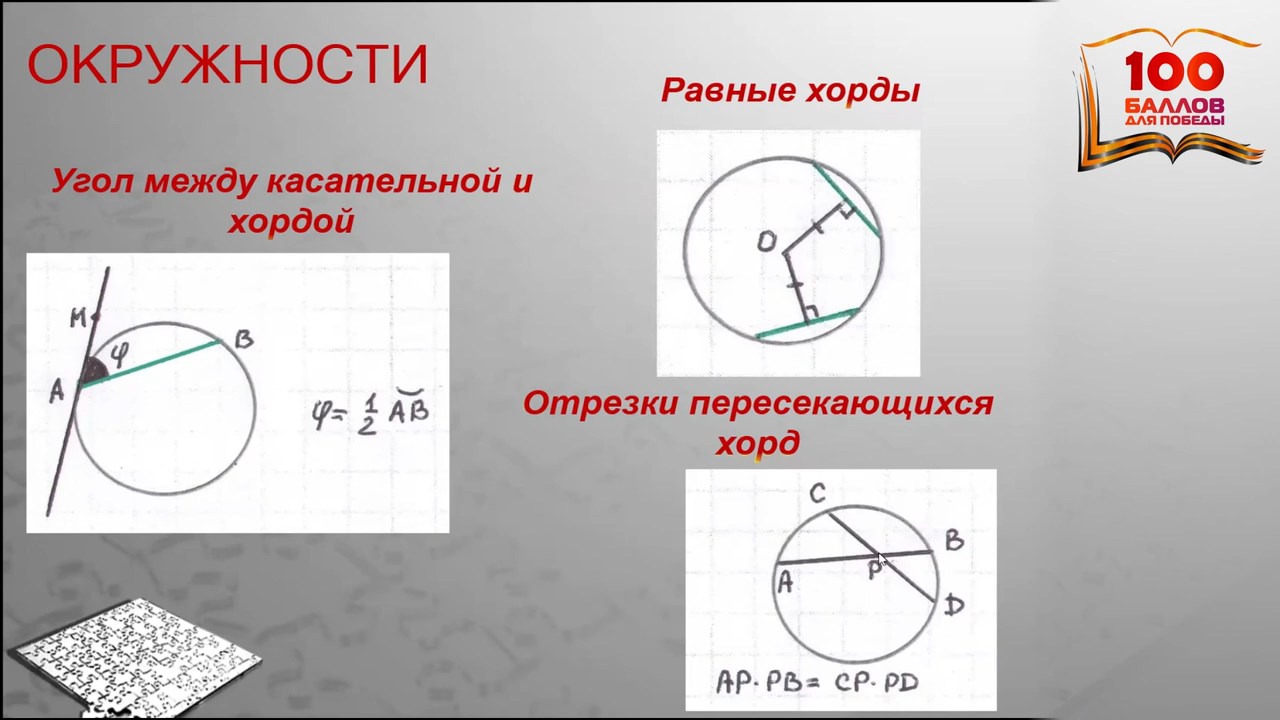 ОКРУЖНОСТИ
100
БАЛЛОВ
ДЛЯ ПОБЕДЫ
Угол между касательной и
хордой
M
φ
B
A
φ = 1/2 ᴗAB
Равные хорды
O
Отрезки пересекающихся
хорд
C
B
A
P
D
AP·PB = CP·PD